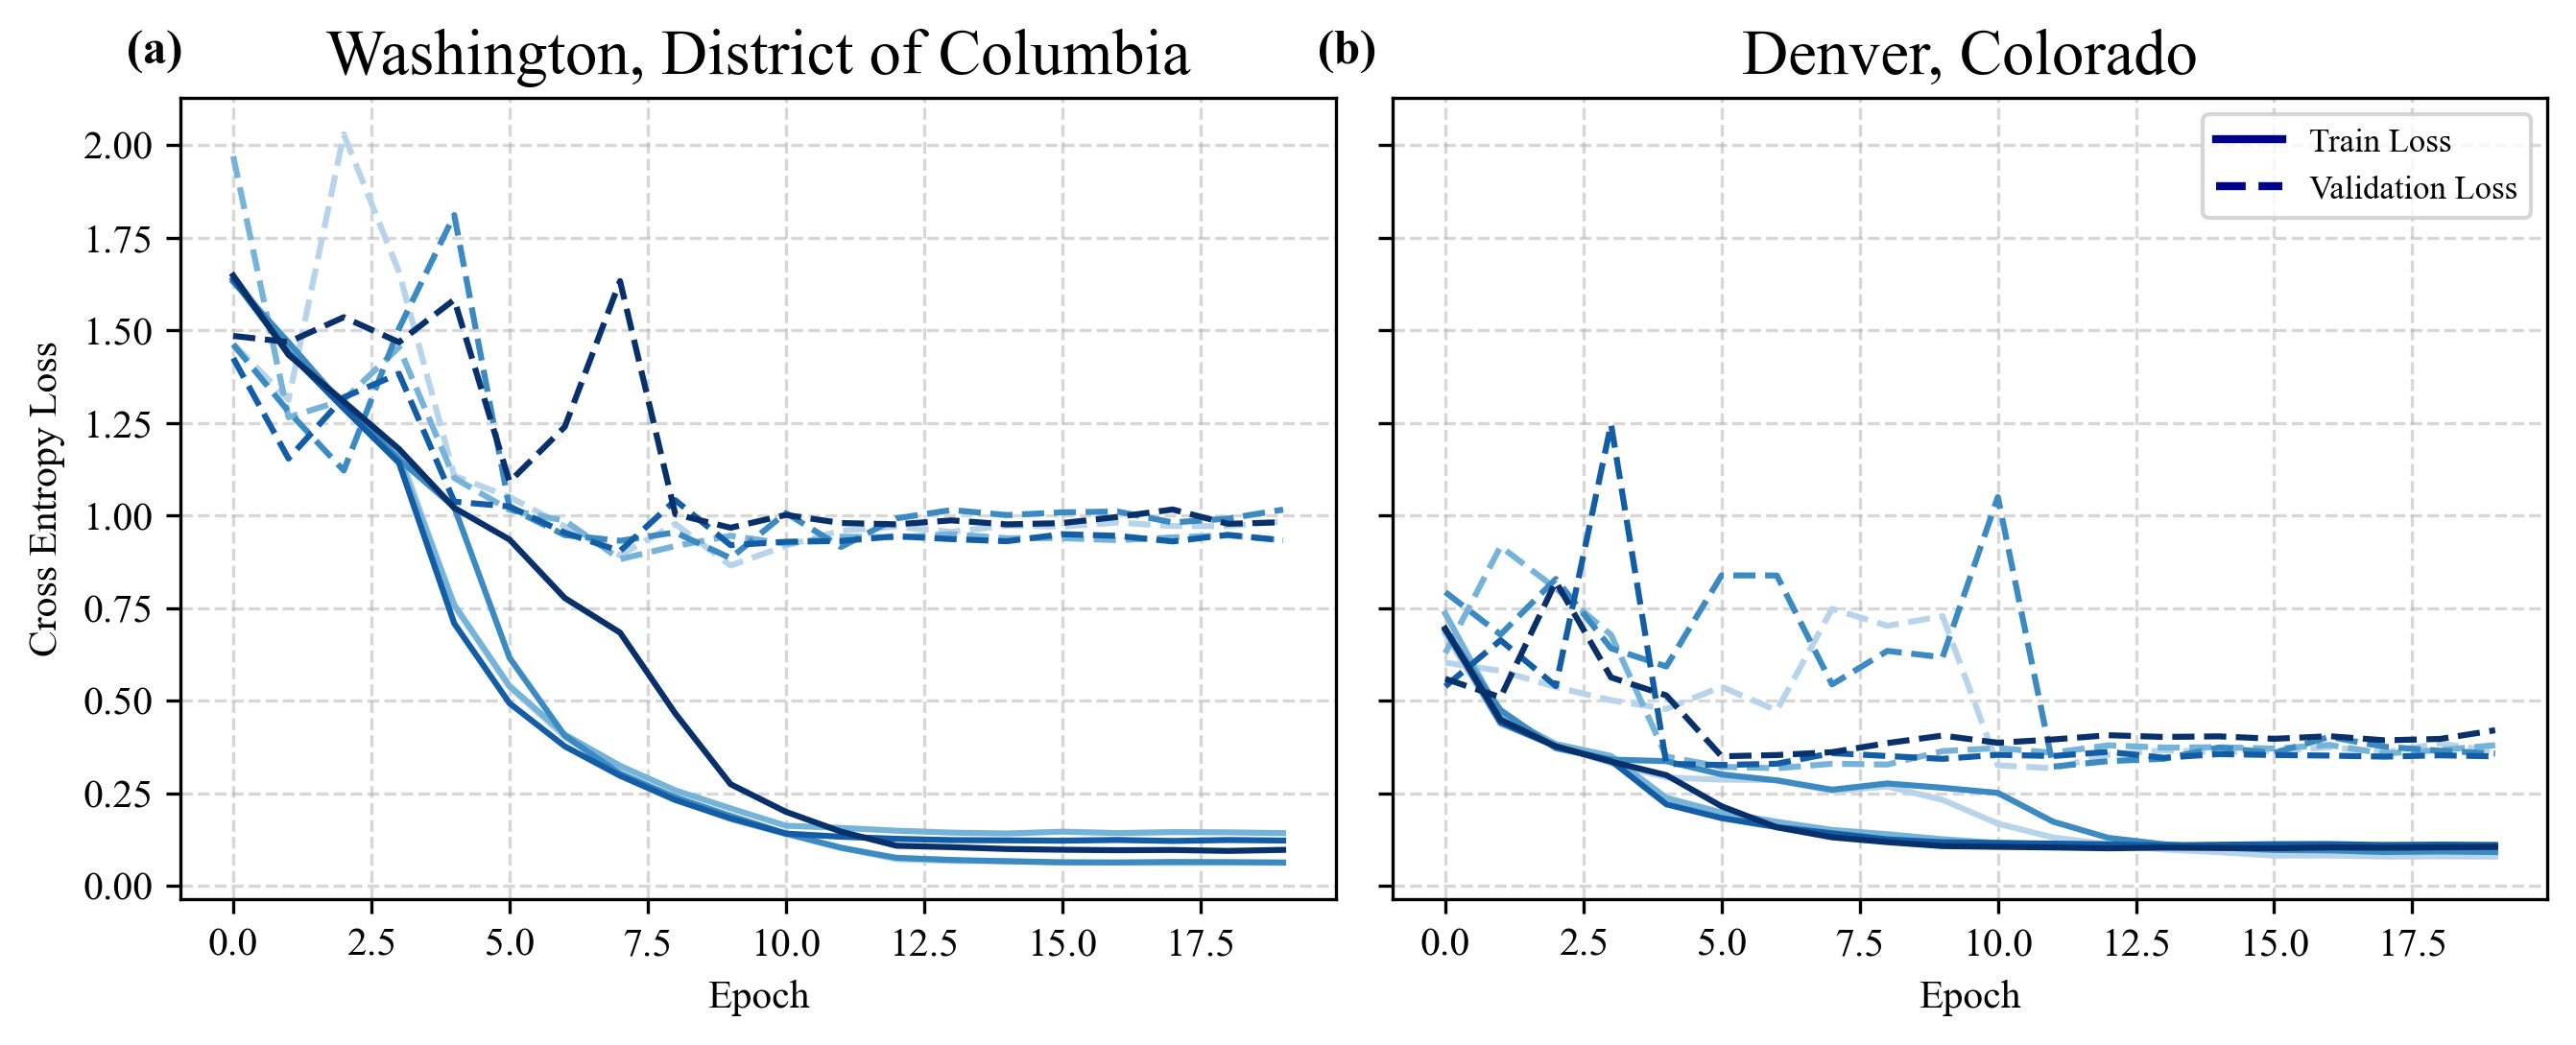 (a)
Washington, District of Columbia
Cross Entropy Loss
2.00
1.75
1.50
1.25
1.00
0.75
0.50
0.25
0.00
0.0 2.5 5.0 7.5 10.0 12.5 15.0 17.5
Epoch
(b)
Denver, Colorado
Train Loss
Validation Loss
0.0 2.5 5.0 7.5 10.0 12.5 15.0 17.5
Epoch